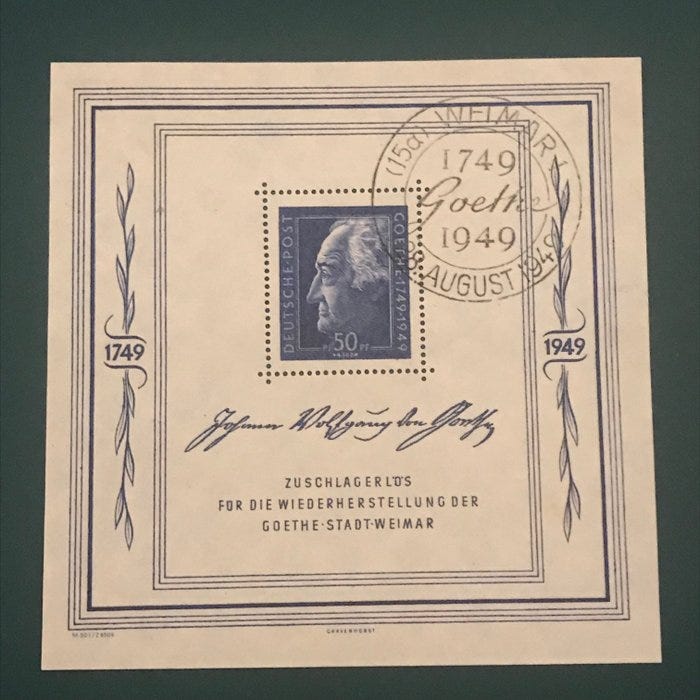 (15a) WEIMAR 1
1749
Goethe
1949
28. AUGUST 1949
DEUTSCHE·POST
GOETHE·1749·1949
PF 50 PF
1749
1949
Johann Wolfgang von Goethe
ZUSCHLAGERLÖS
FÜR DIE WIEDERHERSTELLUNG DER
GOETHE·STADT·WEIMAR
GRAVENHORST